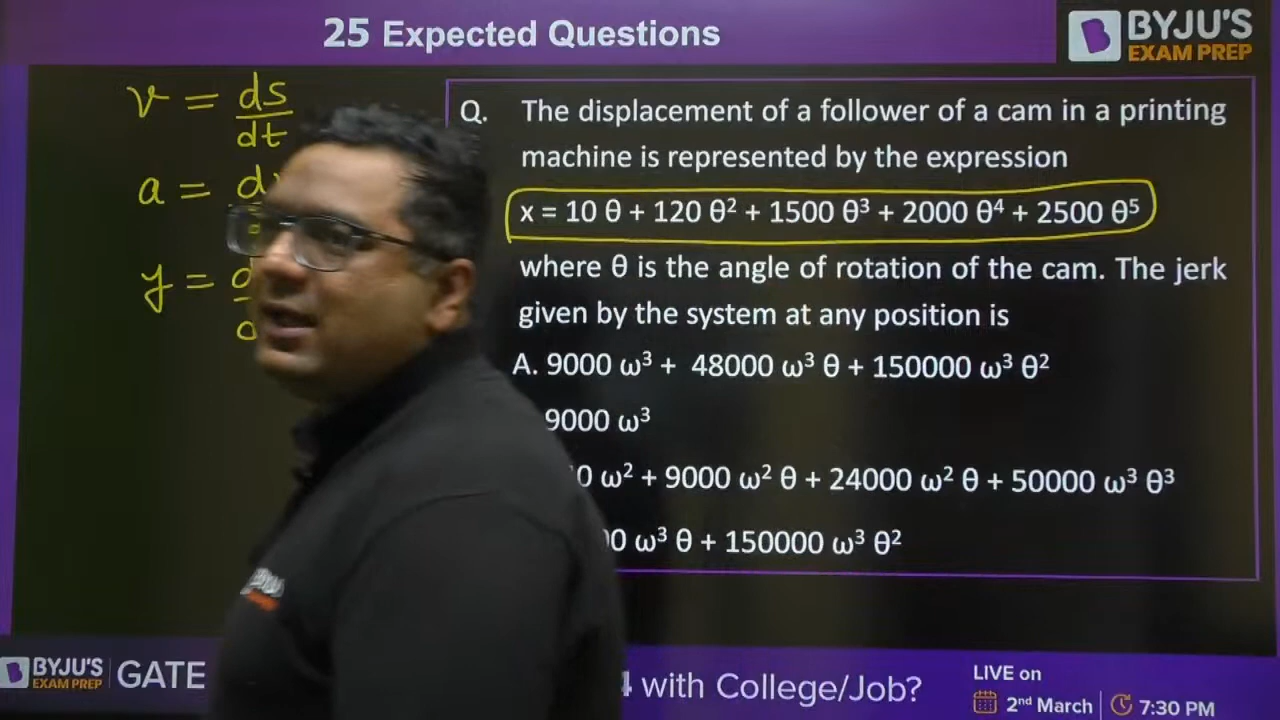 25 Expected Questions
BYJU'S
EXAM PREP
v = ds
dt
a =
y =
Q. The displacement of a follower of a cam in a printing
machine is represented by the expression
x = 10 θ + 120 θ² + 1500 θ³ + 2000 θ⁴ + 2500 θ⁵
where θ is the angle of rotation of the cam. The jerk
given by the system at any position is
A. 9000 ω³ + 48000 ω³ θ + 150000 ω³ θ²
9000 ω³
0 ω² + 9000 ω² θ + 24000 ω² θ + 50000 ω³ θ³
0 ω³ θ + 150000 ω³ θ²
BYJU'S
EXAM PREP
GATE
with College/Job?
LIVE on
2nd March
7:30 PM